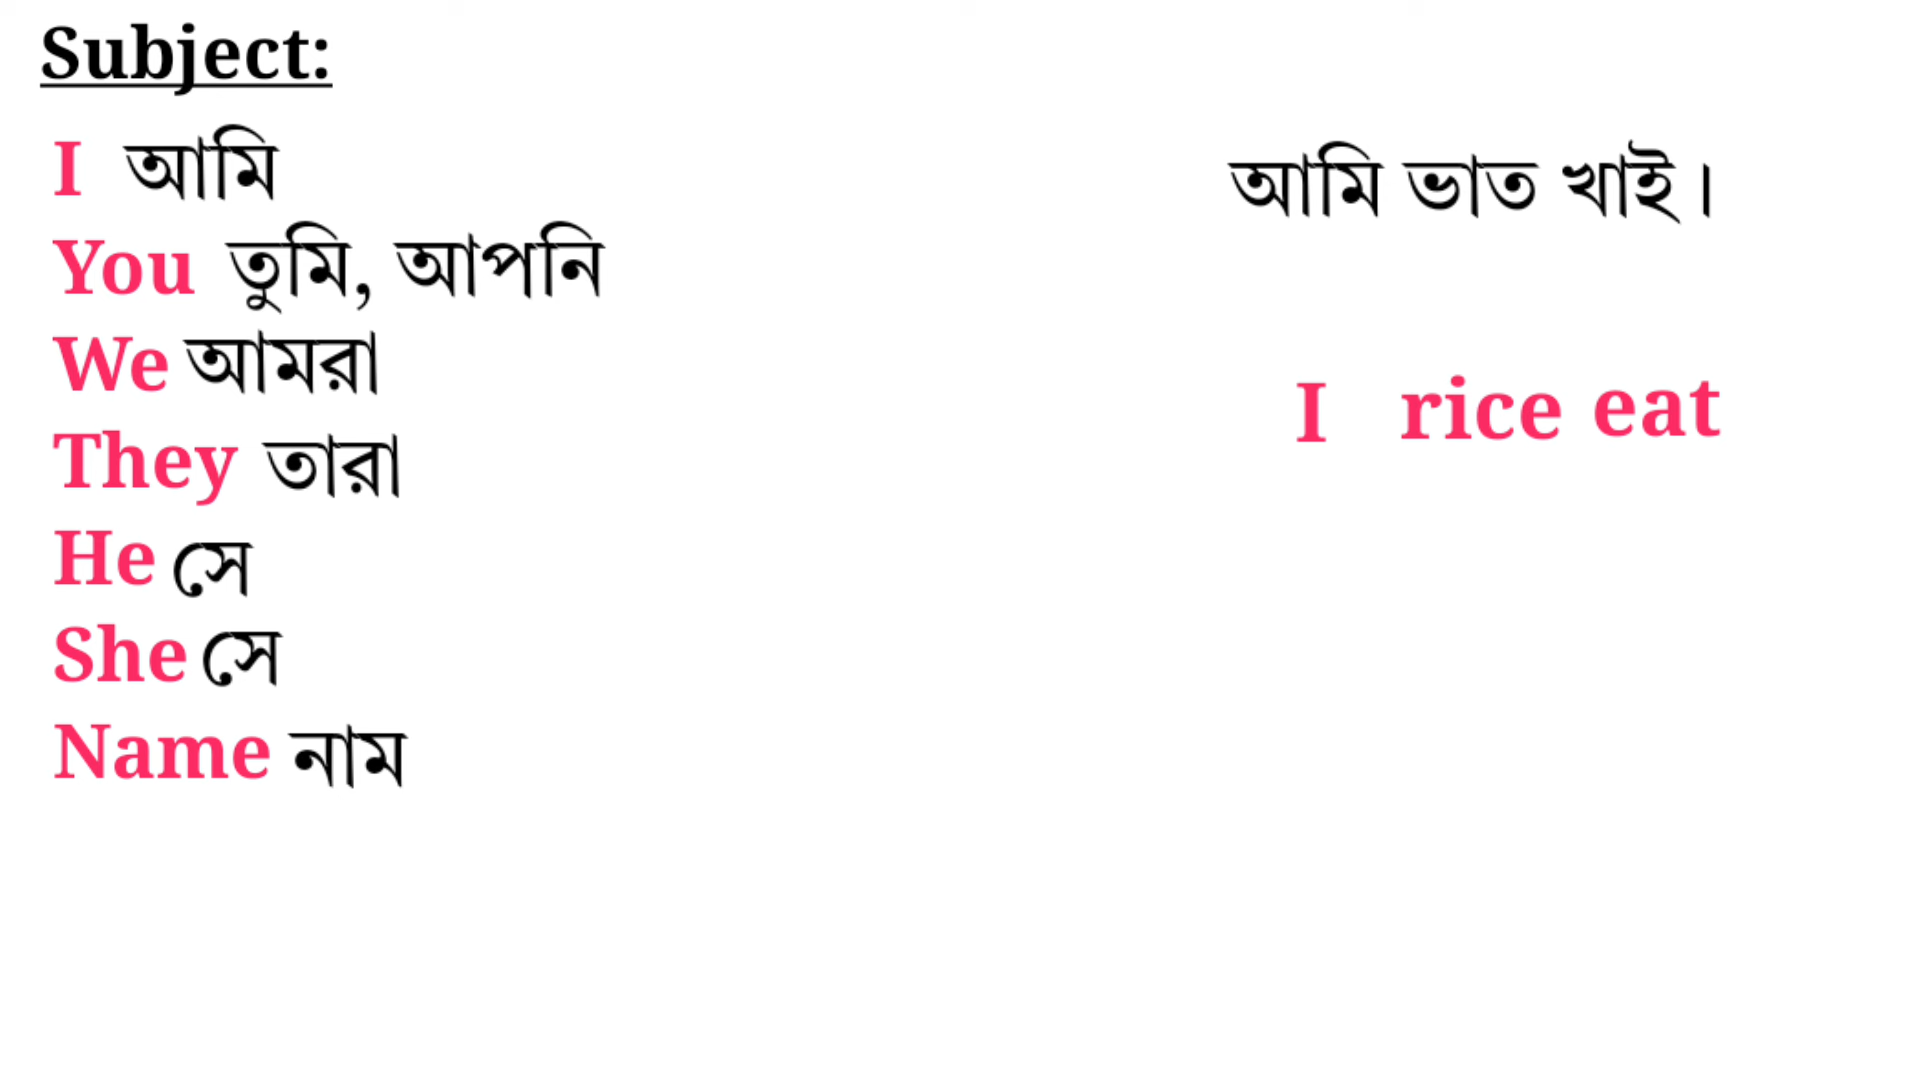 Subject:
I আমি
You তুমি, আপনি
We আমরা
They তারা
He সে
She সে
Name নাম
আমি ভাত খাই।
I rice eat